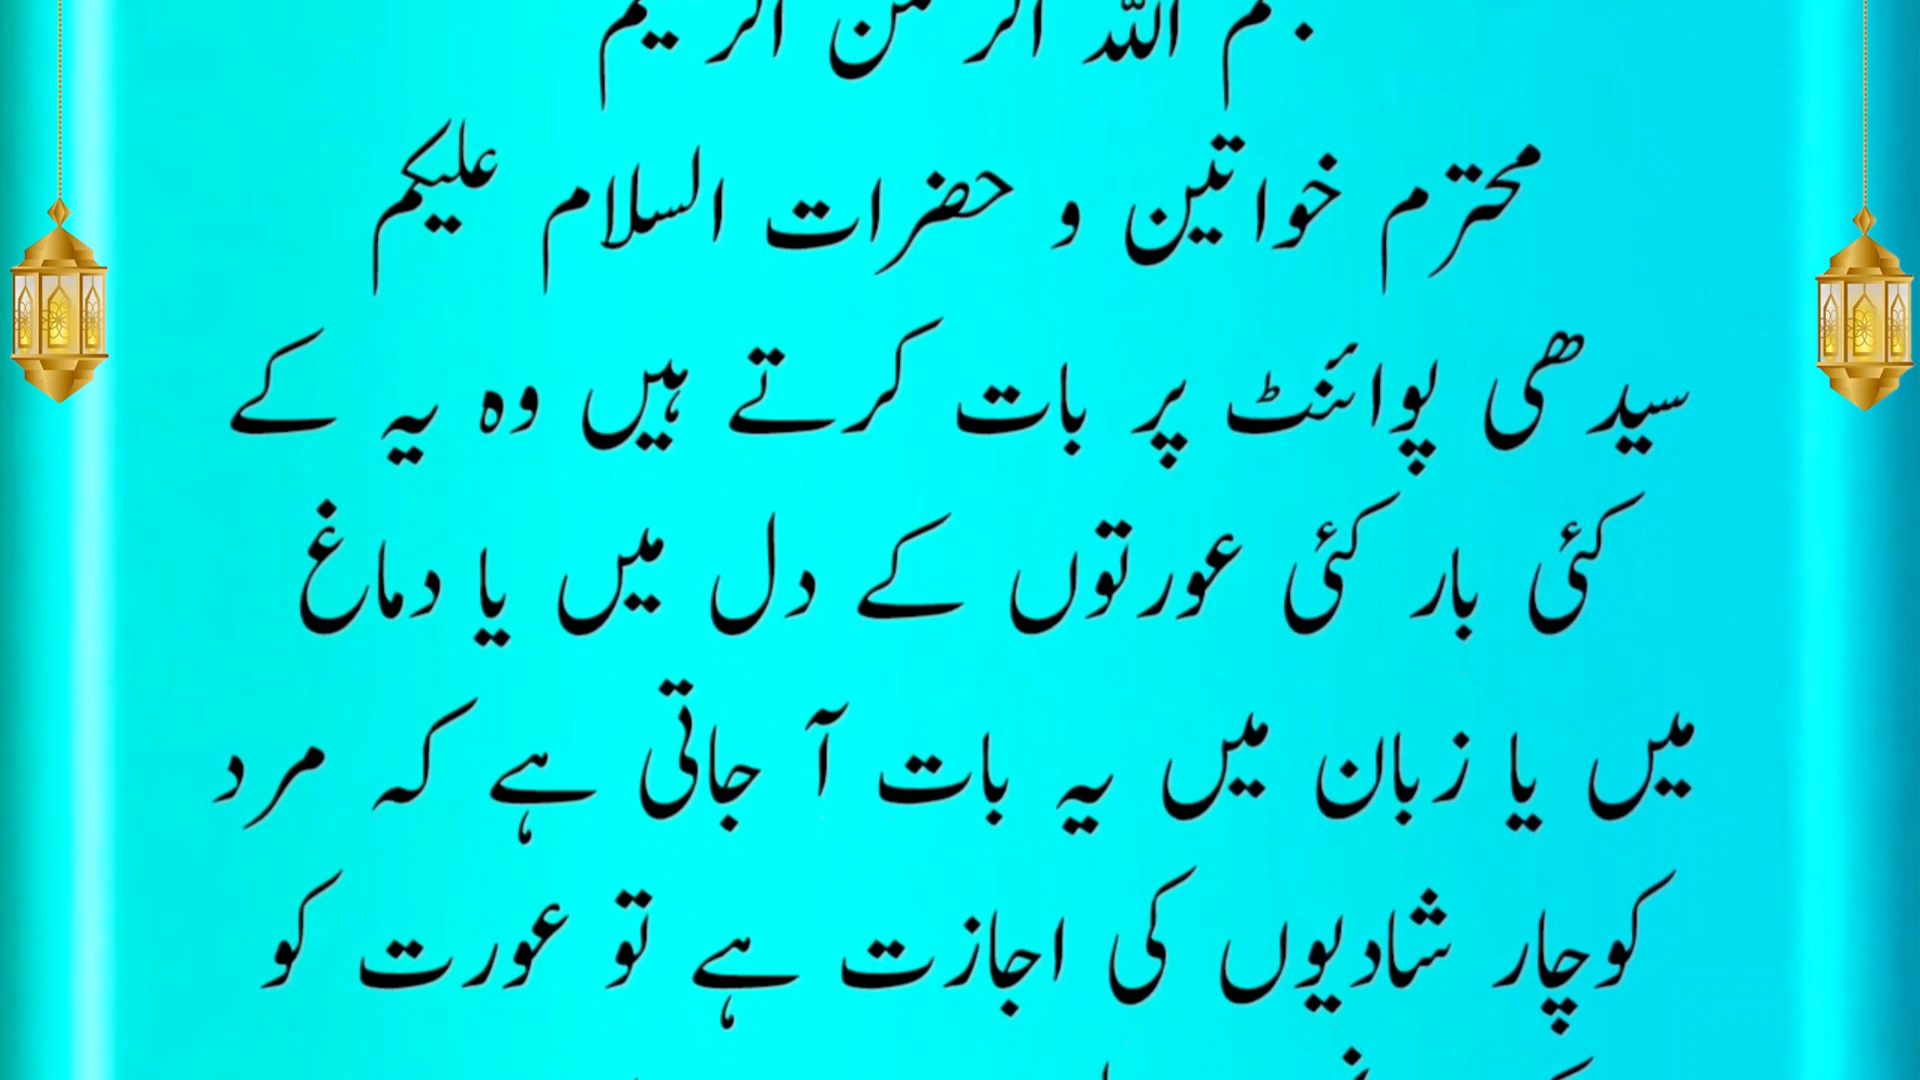 بسم اللہ الرحمن الرحیم
محترم خواتین و حضرات السلام علیکم
سیدھی پوائنٹ پر بات کرتے ہیں وہ یہ کے
کئی بار کئی عورتوں کے دل میں یا دماغ
میں یا زبان میں یہ بات آ جاتی ہے کہ مرد
کو چار شادیوں کی اجازت ہے تو عورت کو